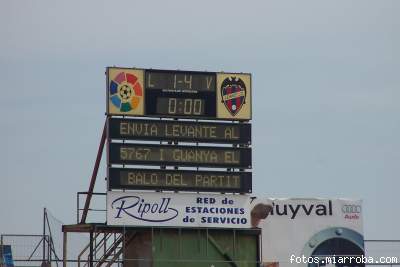 L 1-4 V
0:00
ENVIA LEVANTE AL
5767 I GUANYA EL
BALO DEL PARTIT
Ripoll RED DE ESTACIONES DE SERVICIO
uyval
Audi
fotos.miarroba.com